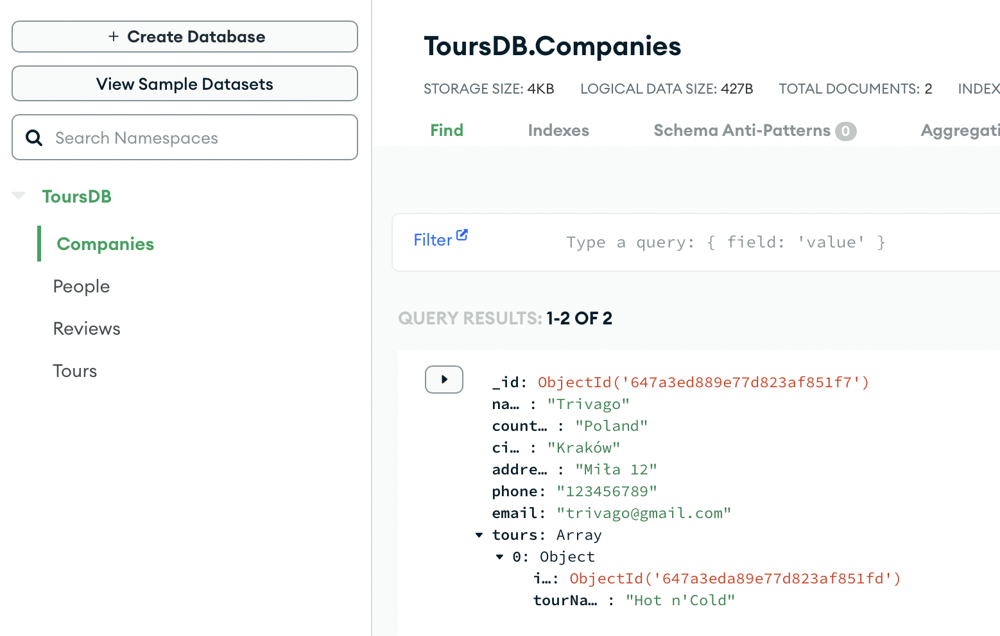 + Create Database
View Sample Datasets
Search Namespaces
ToursDB
Companies
People
Reviews
Tours
ToursDB.Companies
STORAGE SIZE: 4KB LOGICAL DATA SIZE: 427B TOTAL DOCUMENTS: 2 INDEX
Find Indexes Schema Anti-Patterns 0 Aggregati
Filter Type a query: { field: 'value' }
QUERY RESULTS: 1-2 OF 2
_id: ObjectId('647a3ed889e77d823af851f7')
na… : "Trivago"
count… : "Poland"
ci… : "Kraków"
addre… : "Miła 12"
phone: "123456789"
email: "trivago@gmail.com"
tours: Array
0: Object
i…: ObjectId('647a3eda89e77d823af851fd')
tourNa… : "Hot n'Cold"